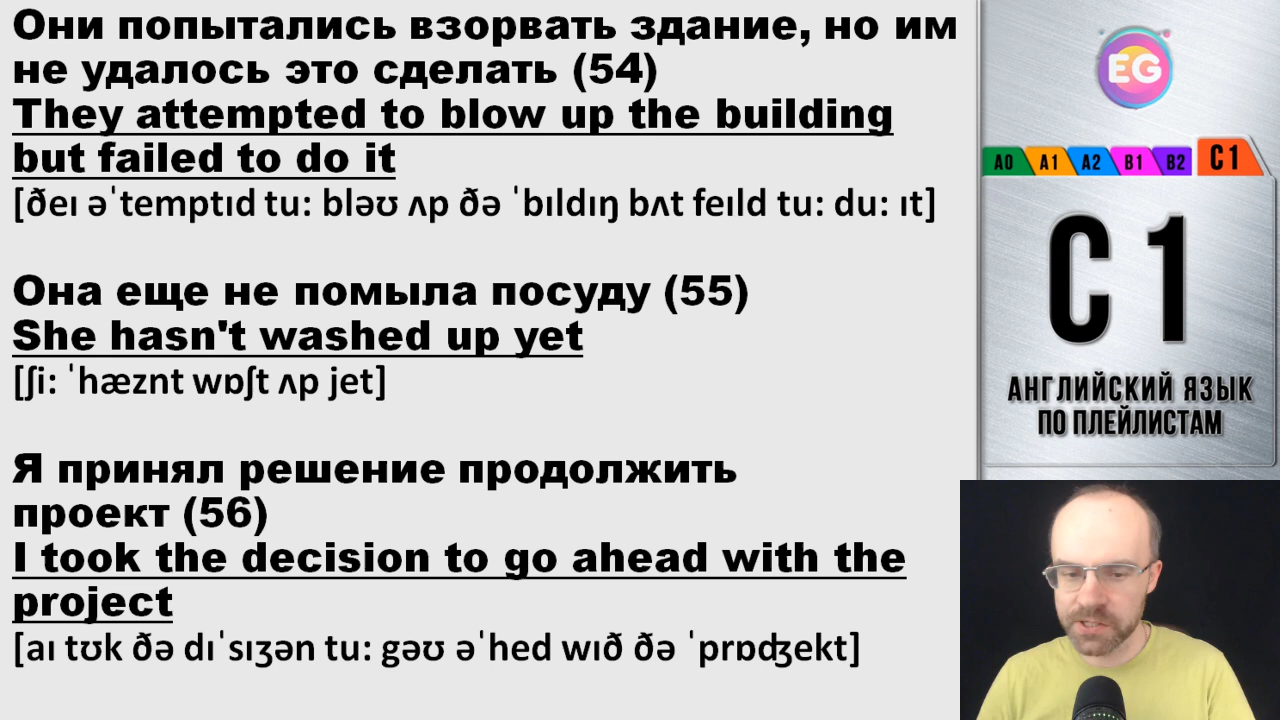 Они попытались взорвать здание, но им
не удалось это сделать (54)
They attempted to blow up the building
but failed to do it
[ðeɪ əˈtemptɪd tu: bləʊ ʌp ðə ˈbɪldɪŋ bʌt feɪld tu: du: ɪt]
Она еще не помыла посуду (55)
She hasn't washed up yet
[ʃi: ˈhæznt wɒʃt ʌp jet]
Я принял решение продолжить
проект (56)
I took the decision to go ahead with the
project
[aɪ tʊk ðə dɪˈsɪʒən tu: gəʊ əˈhed wɪð ðə ˈprɒʤekt]
EG
A0 A1 A2 B1 B2 C1
C1
АНГЛИЙСКИЙ ЯЗЫК
ПО ПЛЕЙЛИСТАМ